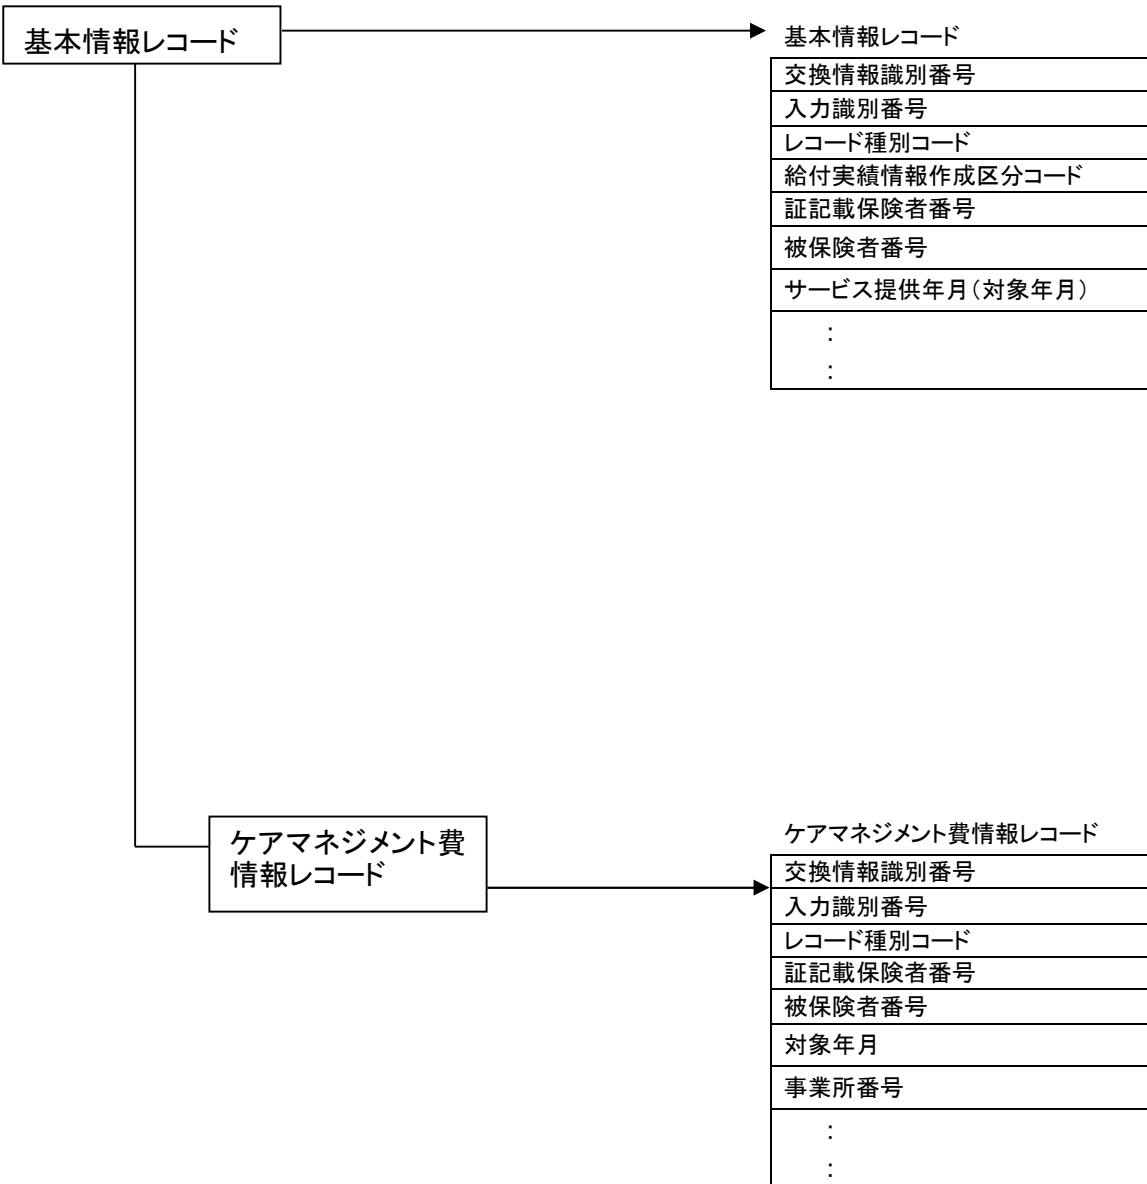 基本情報レコード
基本情報レコード
交換情報識別番号
入力識別番号
レコード種別コード
給付実績情報作成区分コード
証記載保険者番号
被保険者番号
サービス提供年月(対象年月)
:
:
ケアマネジメント費
情報レコード
ケアマネジメント費情報レコード
交換情報識別番号
入力識別番号
レコード種別コード
証記載保険者番号
被保険者番号
対象年月
事業所番号
:
: